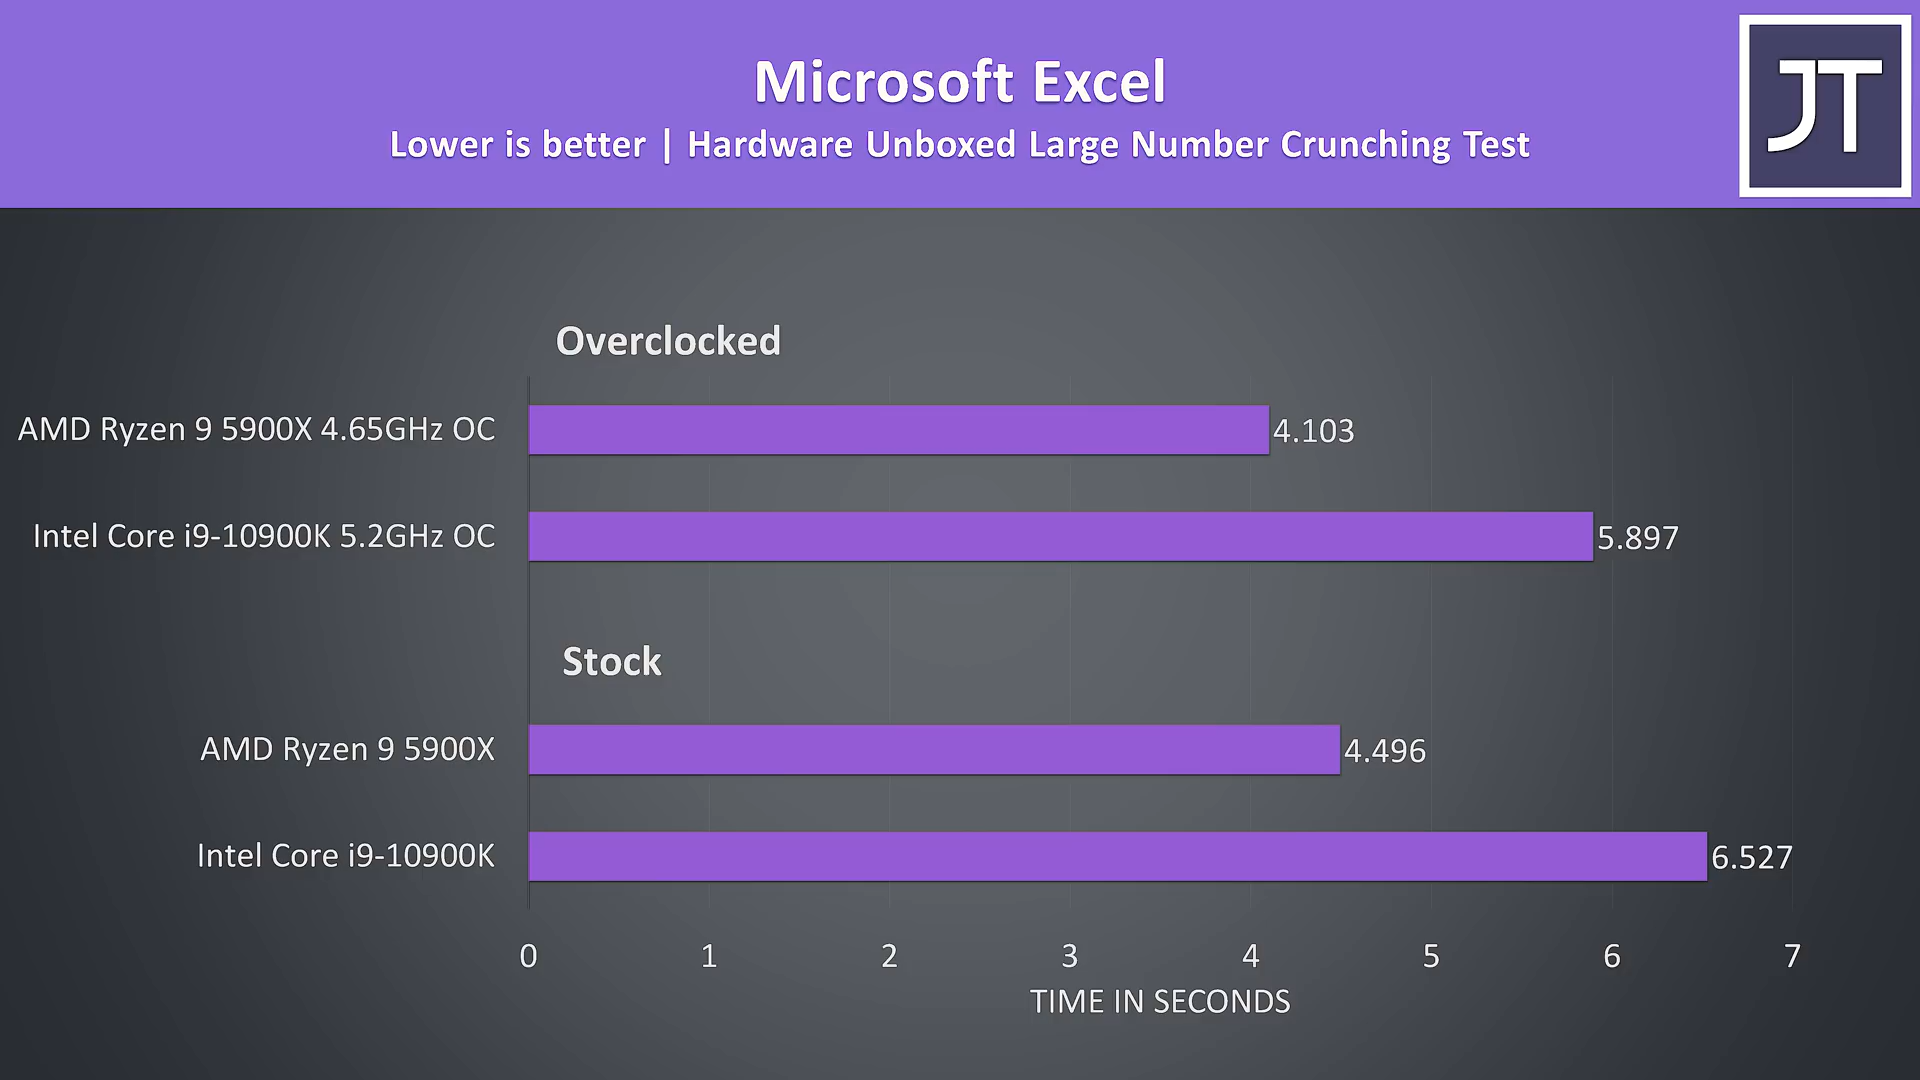 Microsoft Excel
Lower is better | Hardware Unboxed Large Number Crunching Test
JT
Overclocked
AMD Ryzen 9 5900X 4.65GHz OC
4.103
Intel Core i9-10900K 5.2GHz OC
5.897
Stock
AMD Ryzen 9 5900X
4.496
Intel Core i9-10900K
6.527
0 1 2 3 4 5 6 7
TIME IN SECONDS